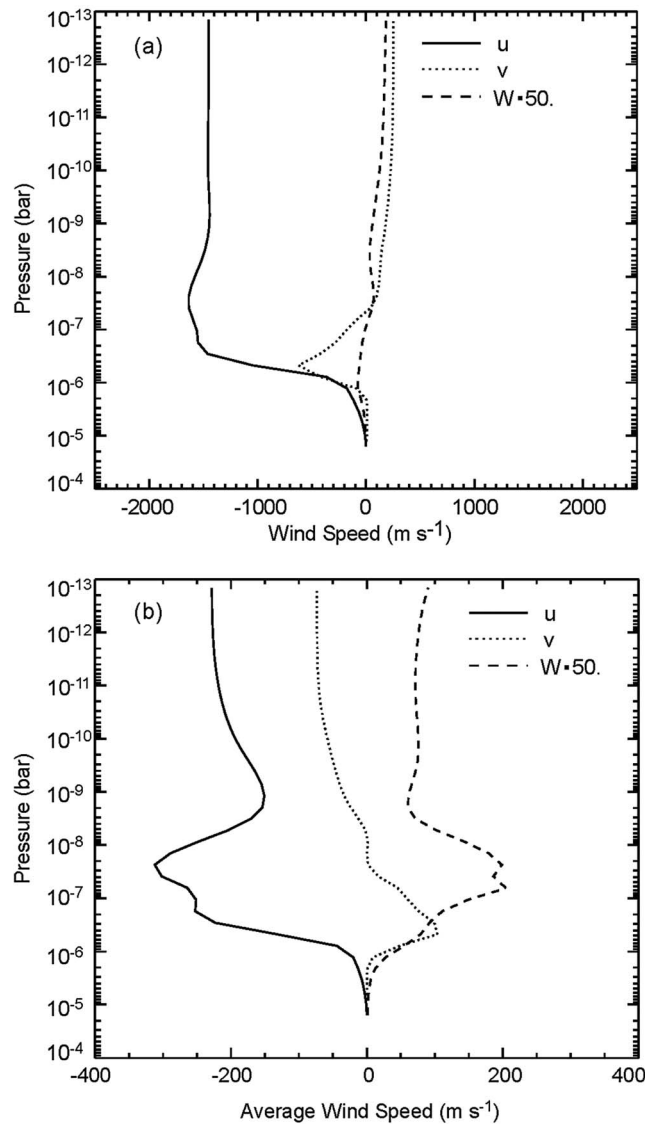 (a)
u
v
W▪50.
10-13
10-12
10-11
10-10
10-9
10-8
10-7
10-6
10-5
10-4
Pressure (bar)
-2000 -1000 0 1000 2000
Wind Speed (m s-1)
(b)
u
v
W▪50.
10-13
10-12
10-11
10-10
10-9
10-8
10-7
10-6
10-5
10-4
Pressure (bar)
-400 -200 0 200 400
Average Wind Speed (m s-1)